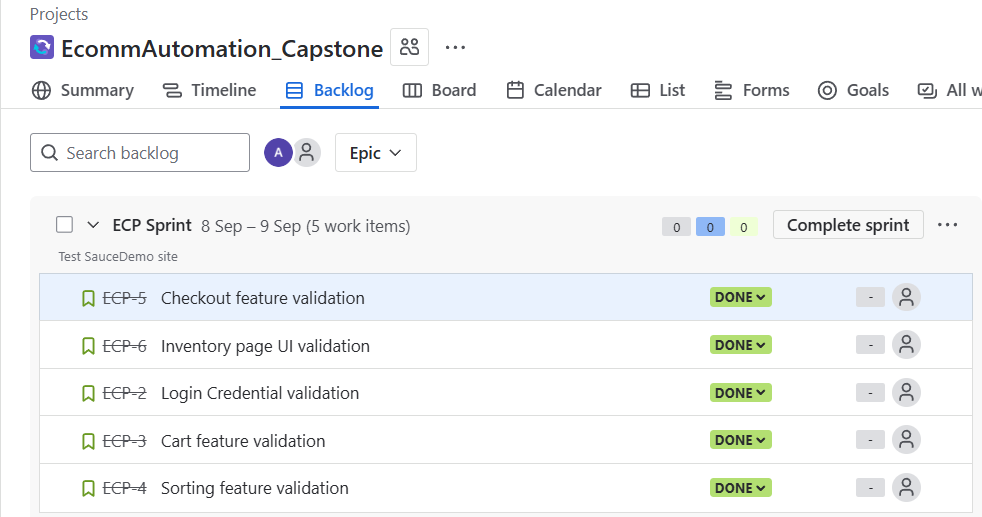 Projects
EcommAutomation_Capstone
Summary Timeline Backlog Board Calendar List Forms Goals All w
Search backlog A Epic
ECP Sprint 8 Sep – 9 Sep (5 work items) 0 0 0 Complete sprint
Test SauceDemo site
ECP-5 Checkout feature validation DONE -
ECP-6 Inventory page UI validation DONE -
ECP-2 Login Credential validation DONE -
ECP-3 Cart feature validation DONE -
ECP-4 Sorting feature validation DONE -